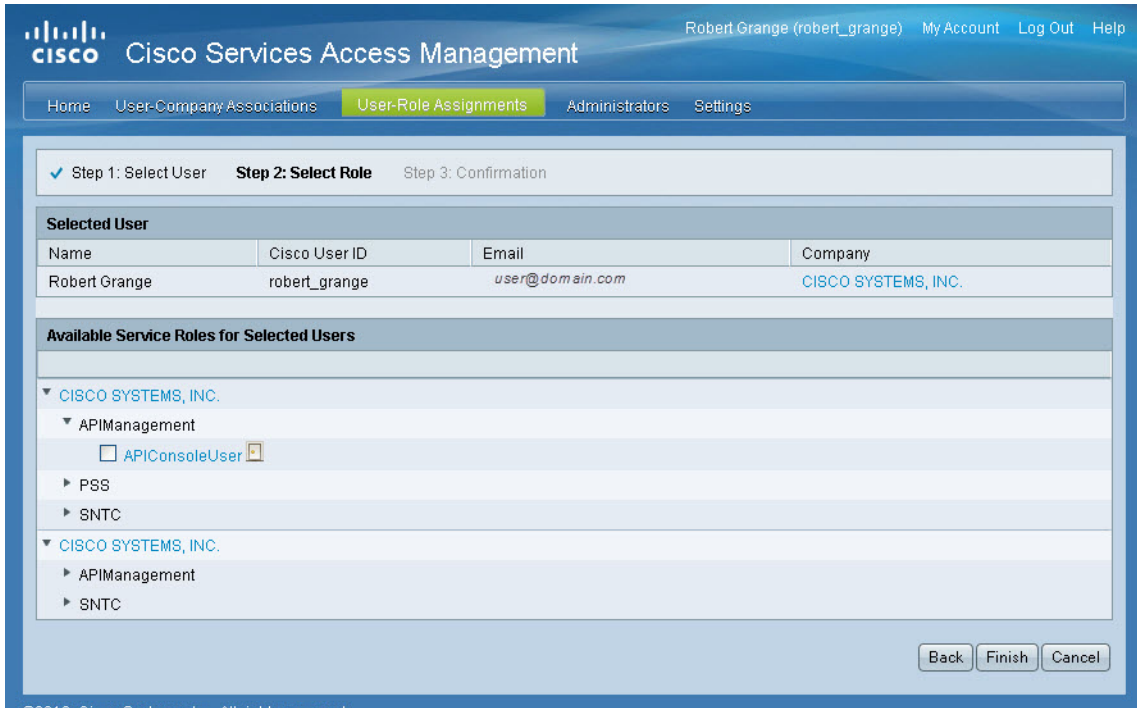 Robert Grange (robert_grange) My Account Log Out Help
CISCO Cisco Services Access Management
Home User-Company Associations User-Role Assignments Administrators Settings
Step 1: Select User Step 2: Select Role Step 3: Confirmation
Selected User
Name Cisco User ID Email Company
Robert Grange robert_grange user@domain.com CISCO SYSTEMS, INC.
Available Service Roles for Selected Users
CISCO SYSTEMS, INC.
APIManagement
APIConsoleUser
PSS
SNTC
CISCO SYSTEMS, INC.
APIManagement
SNTC
Back Finish Cancel